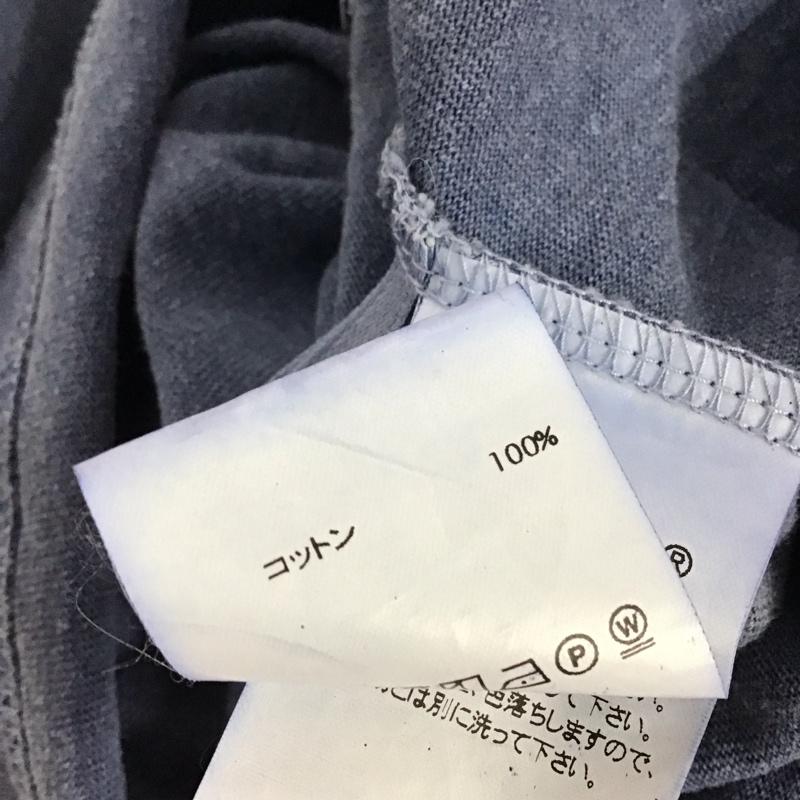 100%
コットン
W
P
R
て下さい。
色落ちしますので、
とは別に洗って下さい。